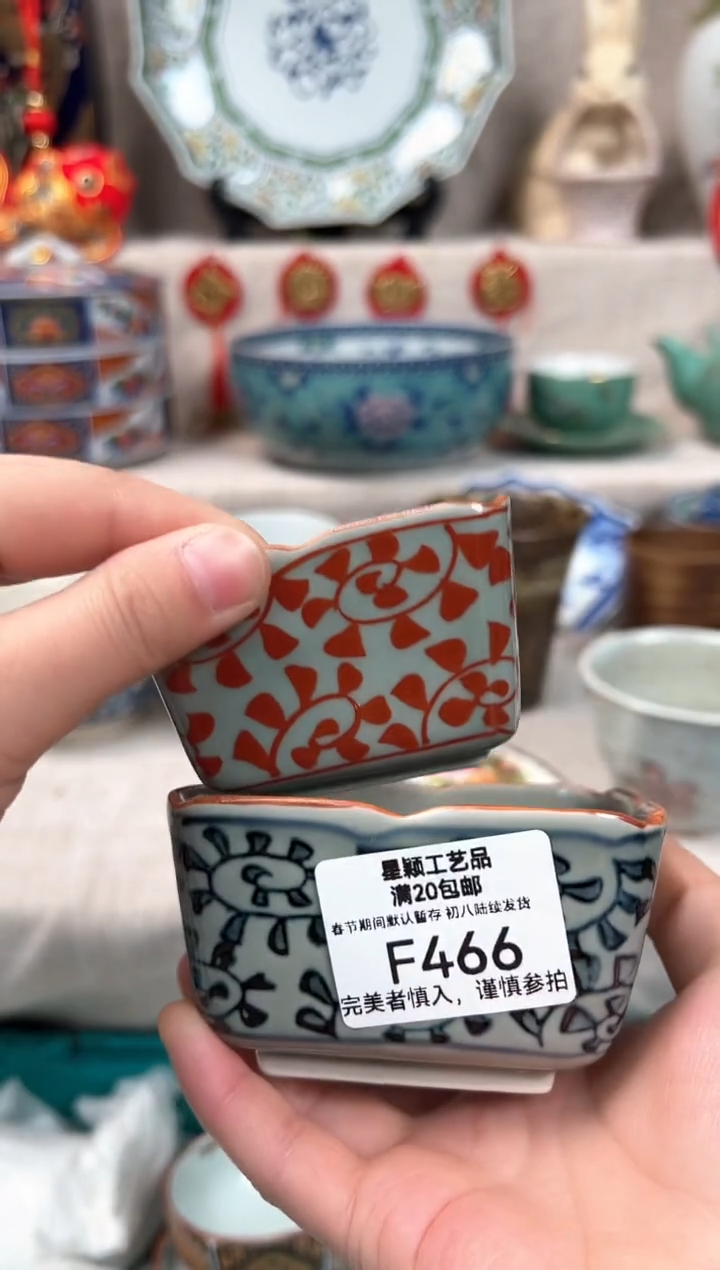 星颖工艺品
满20包邮
春节期间默认暂存 初八陆续发货
F466
完美者慎入，谨慎参拍